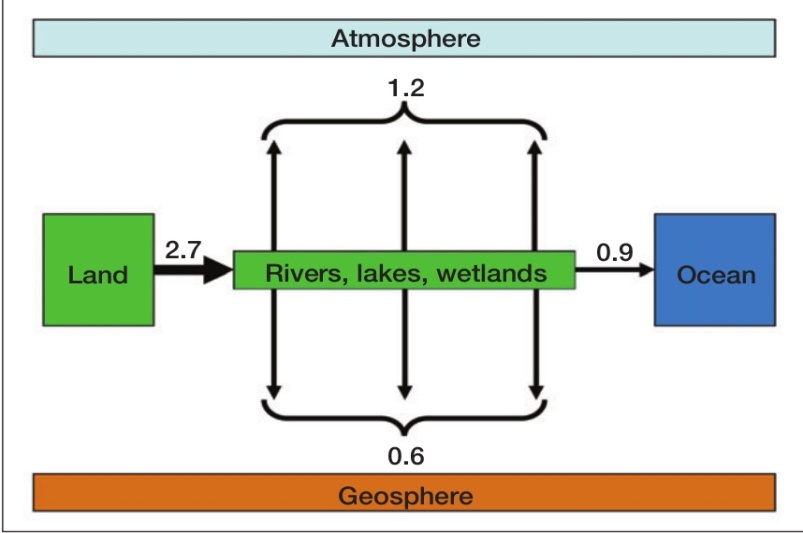 Atmosphere
1.2
Land
2.7
Rivers, lakes, wetlands
0.9
Ocean
0.6
Geosphere